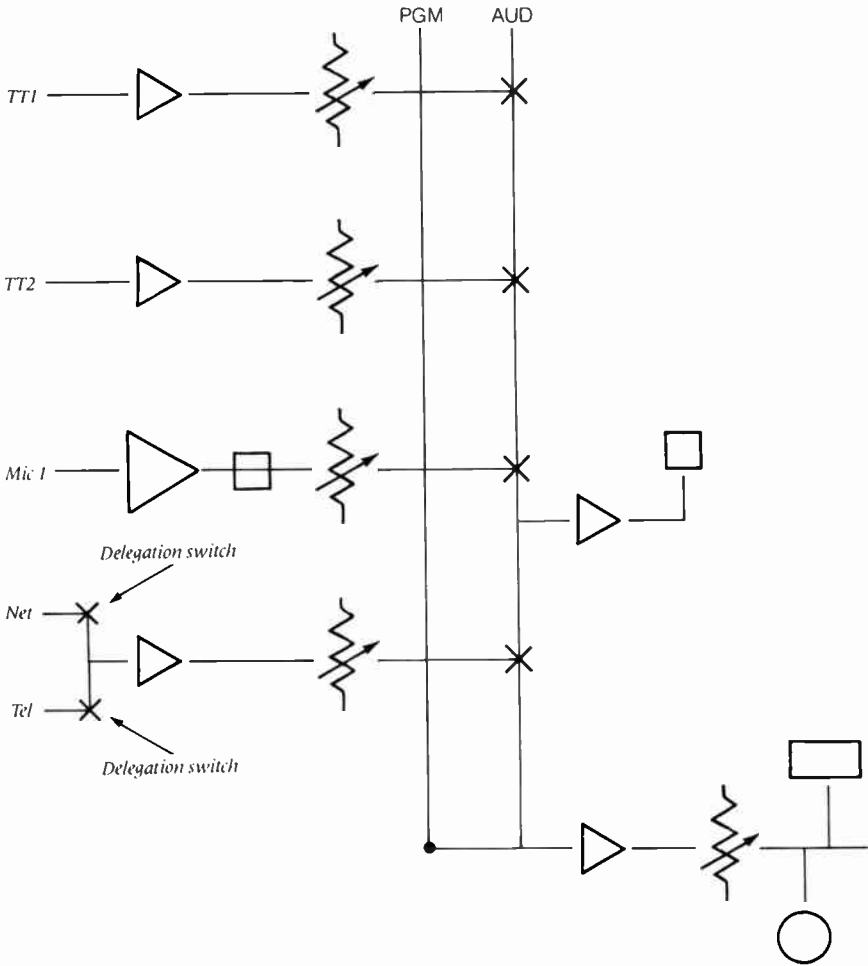 PGM AUD
TT1
TT2
Mic 1
Delegation switch
Net
Tel
Delegation switch